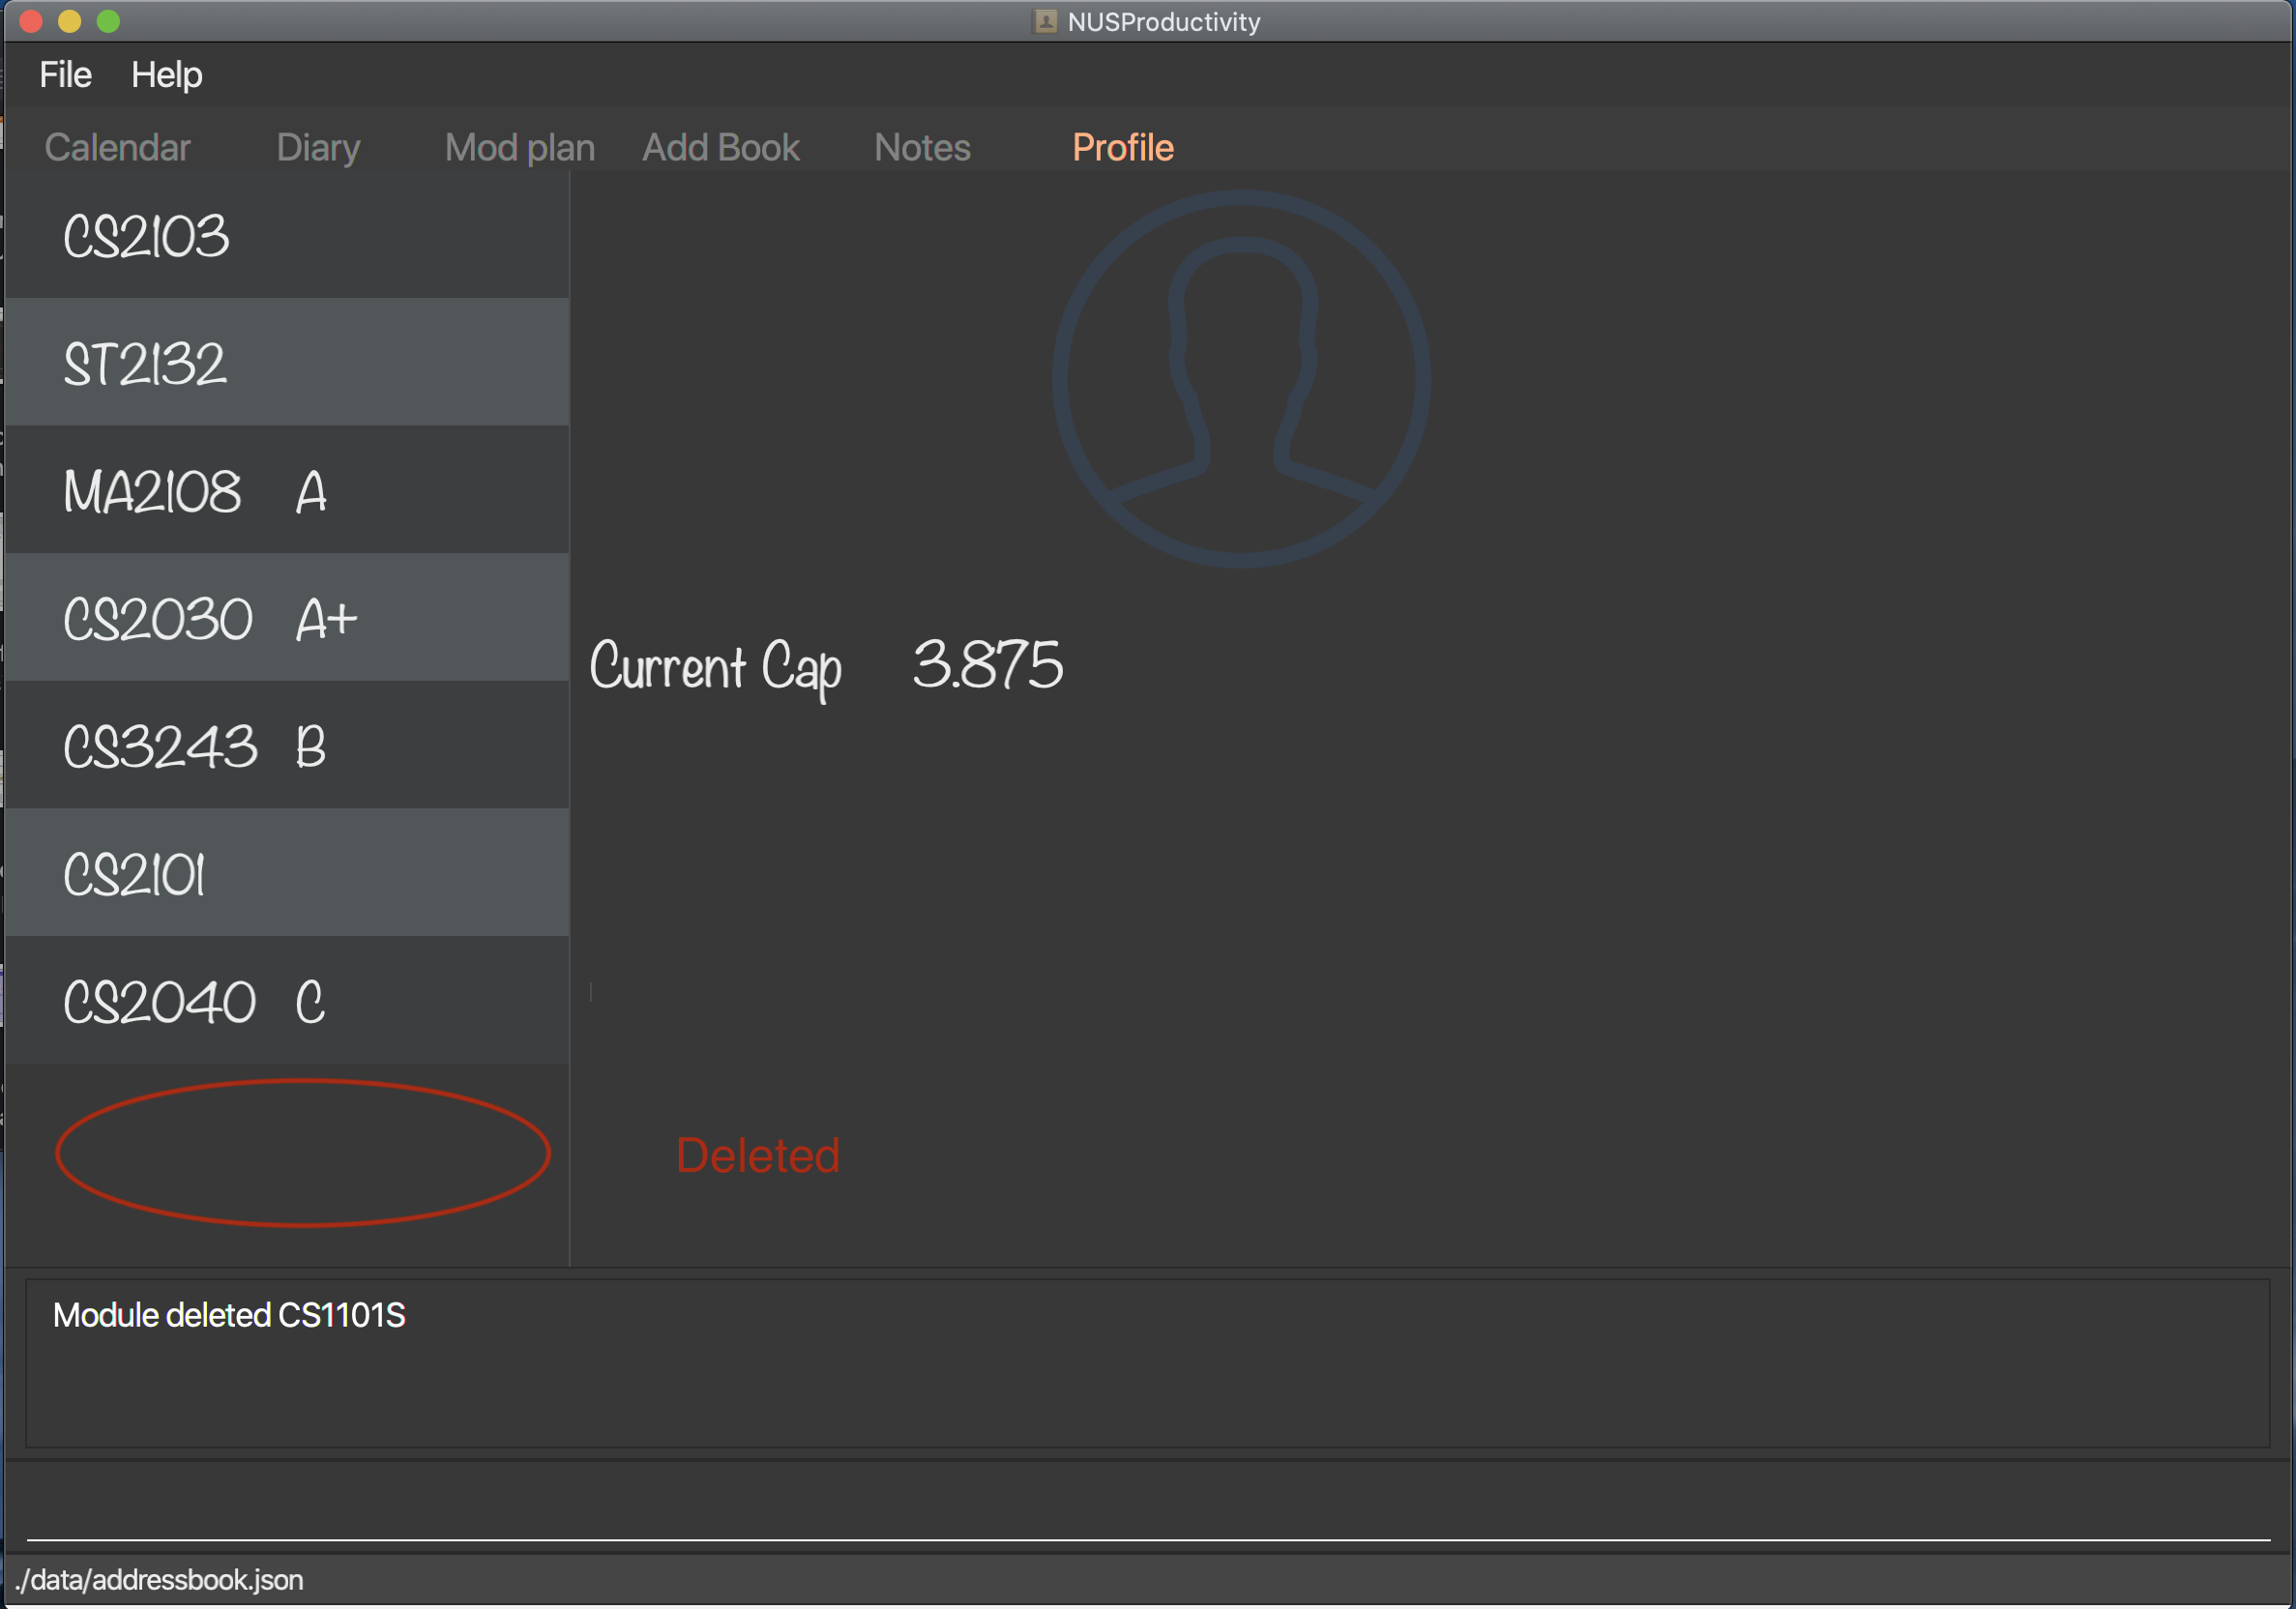 NUSProductivity
File Help
Calendar Diary Mod plan Add Book Notes Profile
CS2103
ST2132
MA2108 A
CS2030 A+
CS3243 B
CS2101
CS2040 C
Current Cap 3.875
Deleted
Module deleted CS1101S
./data/addressbook.json